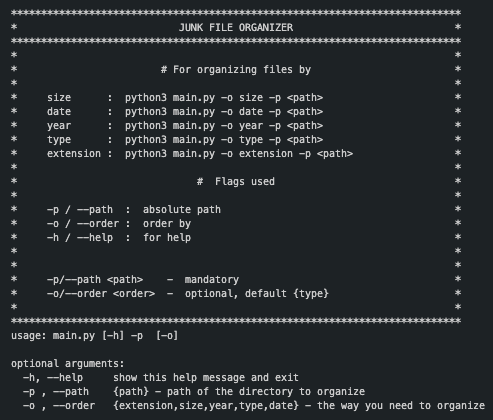 ***************************************************************************
*                           JUNK FILE ORGANIZER                           *
***************************************************************************
*                                                                         *
*                        # For organizing files by                        *
*                                                                         *
*     size      :  python3 main.py -o size -p <path>                      *
*     date      :  python3 main.py -o date -p <path>                      *
*     year      :  python3 main.py -o year -p <path>                      *
*     type      :  python3 main.py -o type -p <path>                      *
*     extension :  python3 main.py -o extension -p <path>                 *
*                                                                         *
*                              #  Flags used                              *
*                                                                         *
*     -p / --path  :  absolute path                                       *
*     -o / --order :  order by                                            *
*     -h / --help  :  for help                                            *
*                                                                         *
*                                                                         *
*     -p/--path <path>    -  mandatory                                    *
*     -o/--order <order>  -  optional, default {type}                     *
*                                                                         *
***************************************************************************
usage: main.py [-h] -p  [-o]

optional arguments:
  -h, --help     show this help message and exit
  -p , --path    {path} - path of the directory to organize
  -o , --order   {extension,size,year,type,date} - the way you need to organize